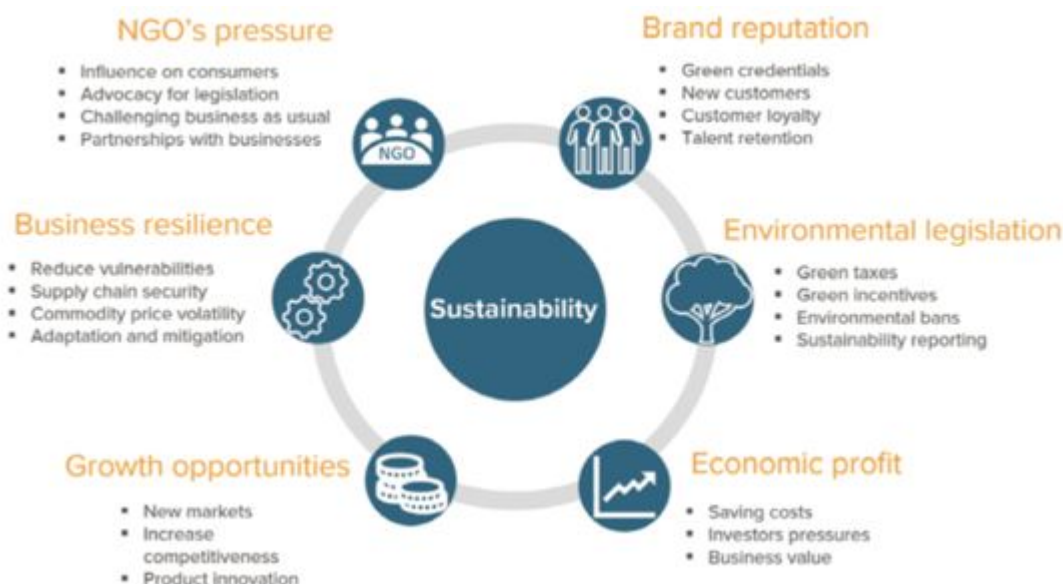 NGO's pressure
Influence on consumers
Advocacy for legislation
Challenging business as usual
Partnerships with businesses
NGO
Brand reputation
Green credentials
New customers
Customer loyalty
Talent retention
Business resilience
Reduce vulnerabilities
Supply chain security
Commodity price volatility
Adaptation and mitigation
Sustainability
Environmental legislation
Green taxes
Green incentives
Environmental bans
Sustainability reporting
Growth opportunities
New markets
Increase
competitiveness
Product innovation
Economic profit
Saving costs
Investors pressures
Business value